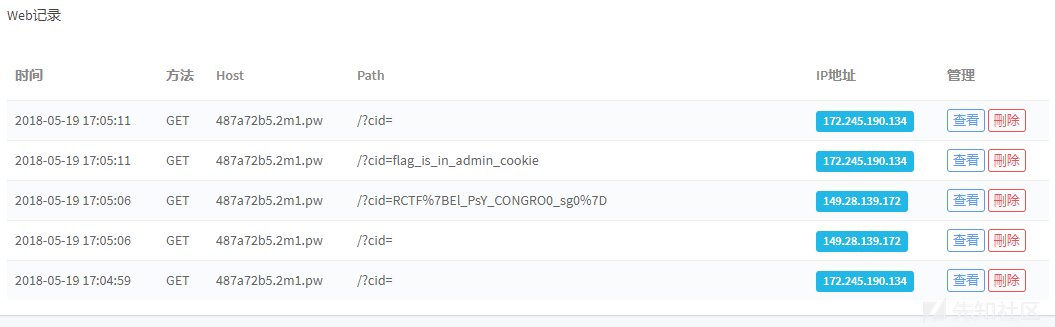 Web记录
时间 方法 Host Path IP地址 管理
2018-05-19 17:05:11 GET 487a72b5.2m1.pw /?cid= 172.245.190.134 查看 刪除
2018-05-19 17:05:11 GET 487a72b5.2m1.pw /?cid=flag_is_in_admin_cookie 172.245.190.134 查看 刪除
2018-05-19 17:05:06 GET 487a72b5.2m1.pw /?cid=RCTF%7BEl_PsY_CONGRO0_sg0%7D 149.28.139.172 查看 刪除
2018-05-19 17:05:06 GET 487a72b5.2m1.pw /?cid= 149.28.139.172 查看 刪除
2018-05-19 17:04:59 GET 487a72b5.2m1.pw /?cid= 172.245.190.134 查看 刪除
先知社区